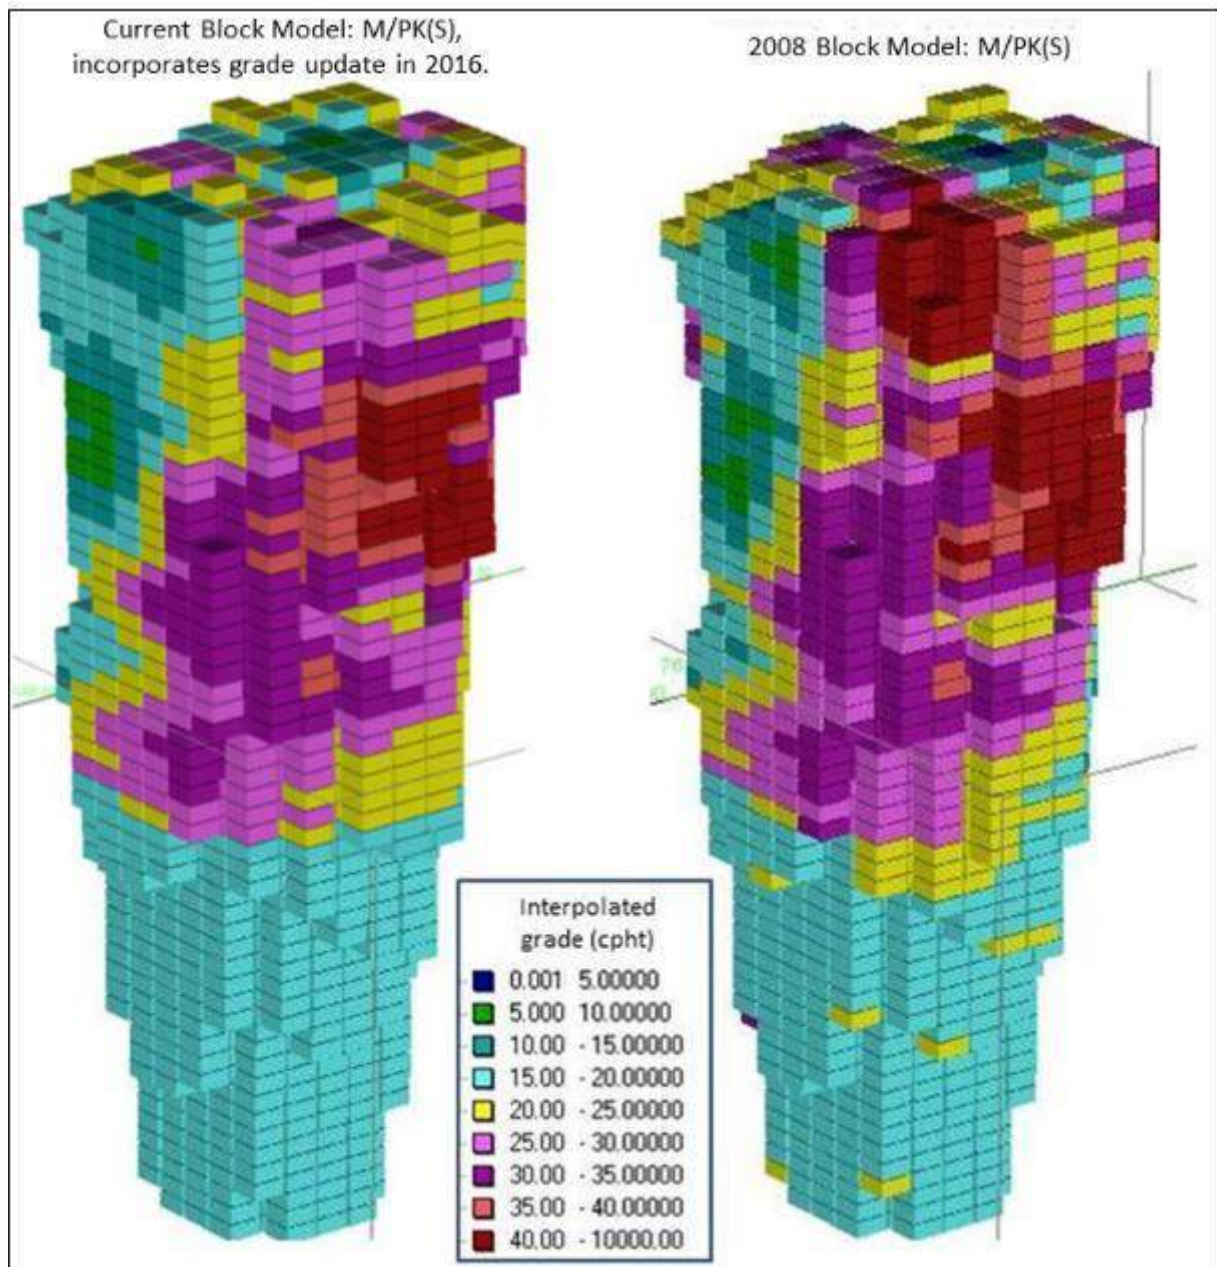 Current Block Model: M/PK(S),
incorporates grade update in 2016.
2008 Block Model: M/PK(S)
Interpolated
grade (cpht)
0.001 5.00000
5.000 10.00000
10.00 - 15.00000
15.00 - 20.00000
20.00 - 25.00000
25.00 - 30.00000
30.00 - 35.00000
35.00 - 40.00000
40.00 - 10000.00